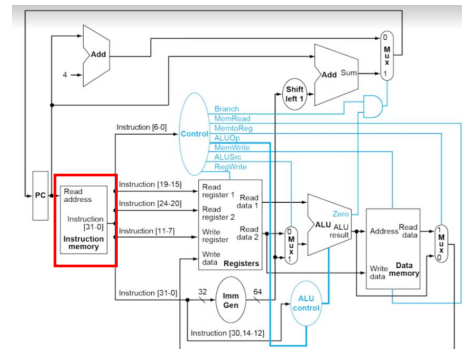 Add
4
0
Mux
1
Add Sum
Shift
left 1
Branch
MemRead
MemtoReg
ALUOp
MemWrite
ALUSrc
RegWrite
Instruction [6-0]
Control
PC
Read
address
Instruction
[31-0]
Instruction
memory
Instruction [19-15]
Instruction [24-20]
Instruction [11-7]
Read
register 1
Read
register 2
Write
register
Write
data
Read
data 1
Read
data 2
Registers
0
Mux
1
Zero
ALU
ALU
result
Address
Read
data
Write
data
Data
memory
1
Mux
0
Instruction [31-0]
32
Imm
Gen
64
ALU
control
Instruction [30,14-12]